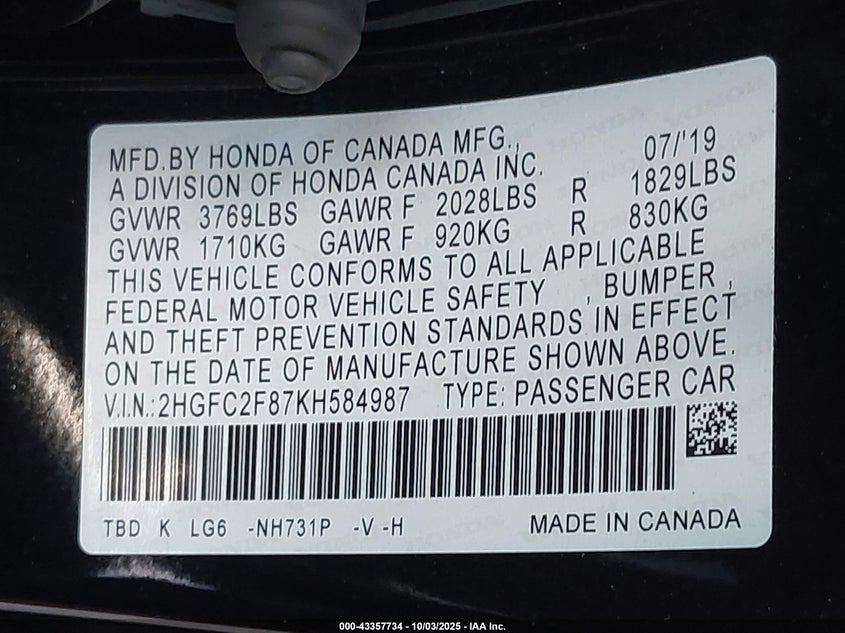 MFD.BY HONDA OF CANADA MFG., 07/'19
A DIVISION OF HONDA CANADA INC.
GVWR 3769LBS GAWR F 2028LBS R 1829LBS
GVWR 1710KG GAWR F 920KG R 830KG
THIS VEHICLE CONFORMS TO ALL APPLICABLE
FEDERAL MOTOR VEHICLE SAFETY , BUMPER ,
AND THEFT PREVENTION STANDARDS IN EFFECT
ON THE DATE OF MANUFACTURE SHOWN ABOVE.
V.I.N.:2HGFC2F87KH584987 TYPE: PASSENGER CAR
TBD K LG6 -NH731P -V -H MADE IN CANADA
000-43357734 - 10/03/2025 - IAA Inc.